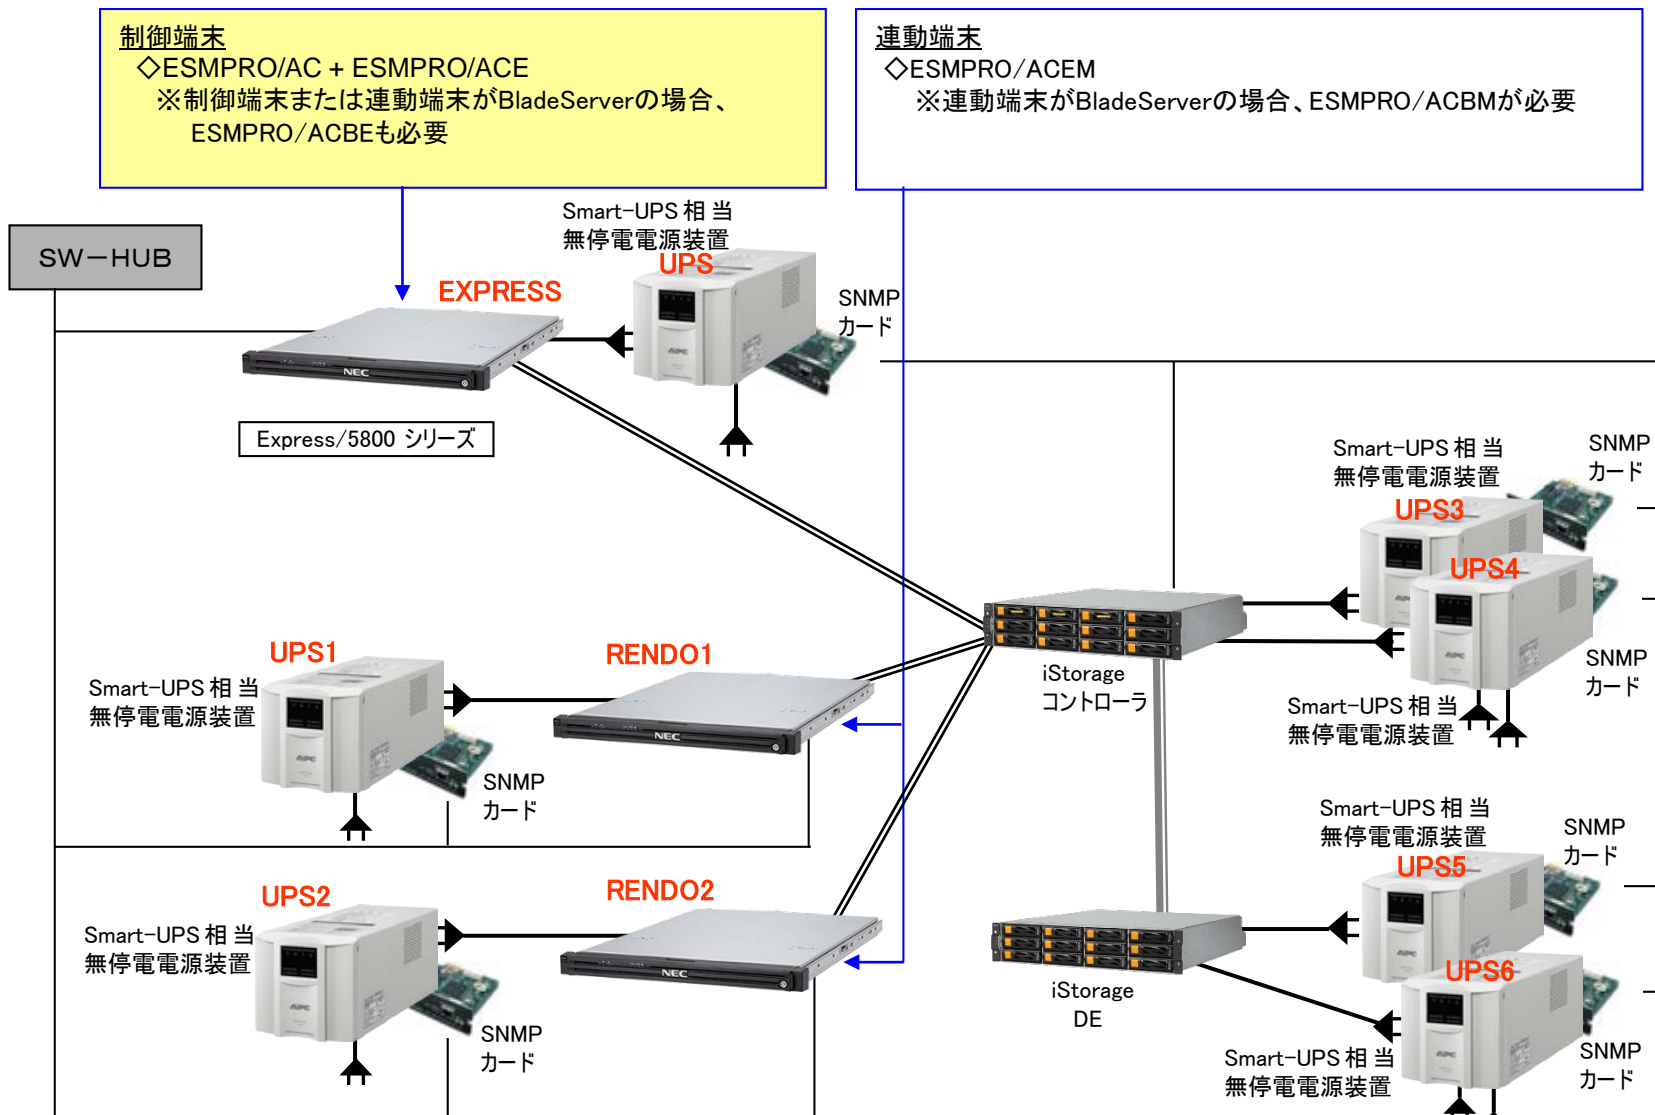 制御端末
◇ESMPRO/AC + ESMPRO/ACE
※制御端末または連動端末がBladeServerの場合、
ESMPRO/ACBEも必要
連動端末
◇ESMPRO/ACEM
※連動端末がBladeServerの場合、ESMPRO/ACBMが必要
SW－HUB
Smart-UPS 相当
無停電電源装置
UPS
SNMP
カード
EXPRESS
APC
NEC
Express/5800 シリーズ
Smart-UPS 相当
無停電電源装置
UPS3
SNMP
カード
UPS4
APC
SNMP
カード
Smart-UPS 相当
無停電電源装置
iStorage
コントローラ
UPS1
Smart-UPS 相当
無停電電源装置
APC
SNMP
カード
RENDO1
NEC
UPS2
Smart-UPS 相当
無停電電源装置
APC
SNMP
カード
RENDO2
NEC
iStorage
DE
Smart-UPS 相当
無停電電源装置
UPS5
SNMP
カード
APC
UPS6
APC
SNMP
カード
Smart-UPS 相当
無停電電源装置